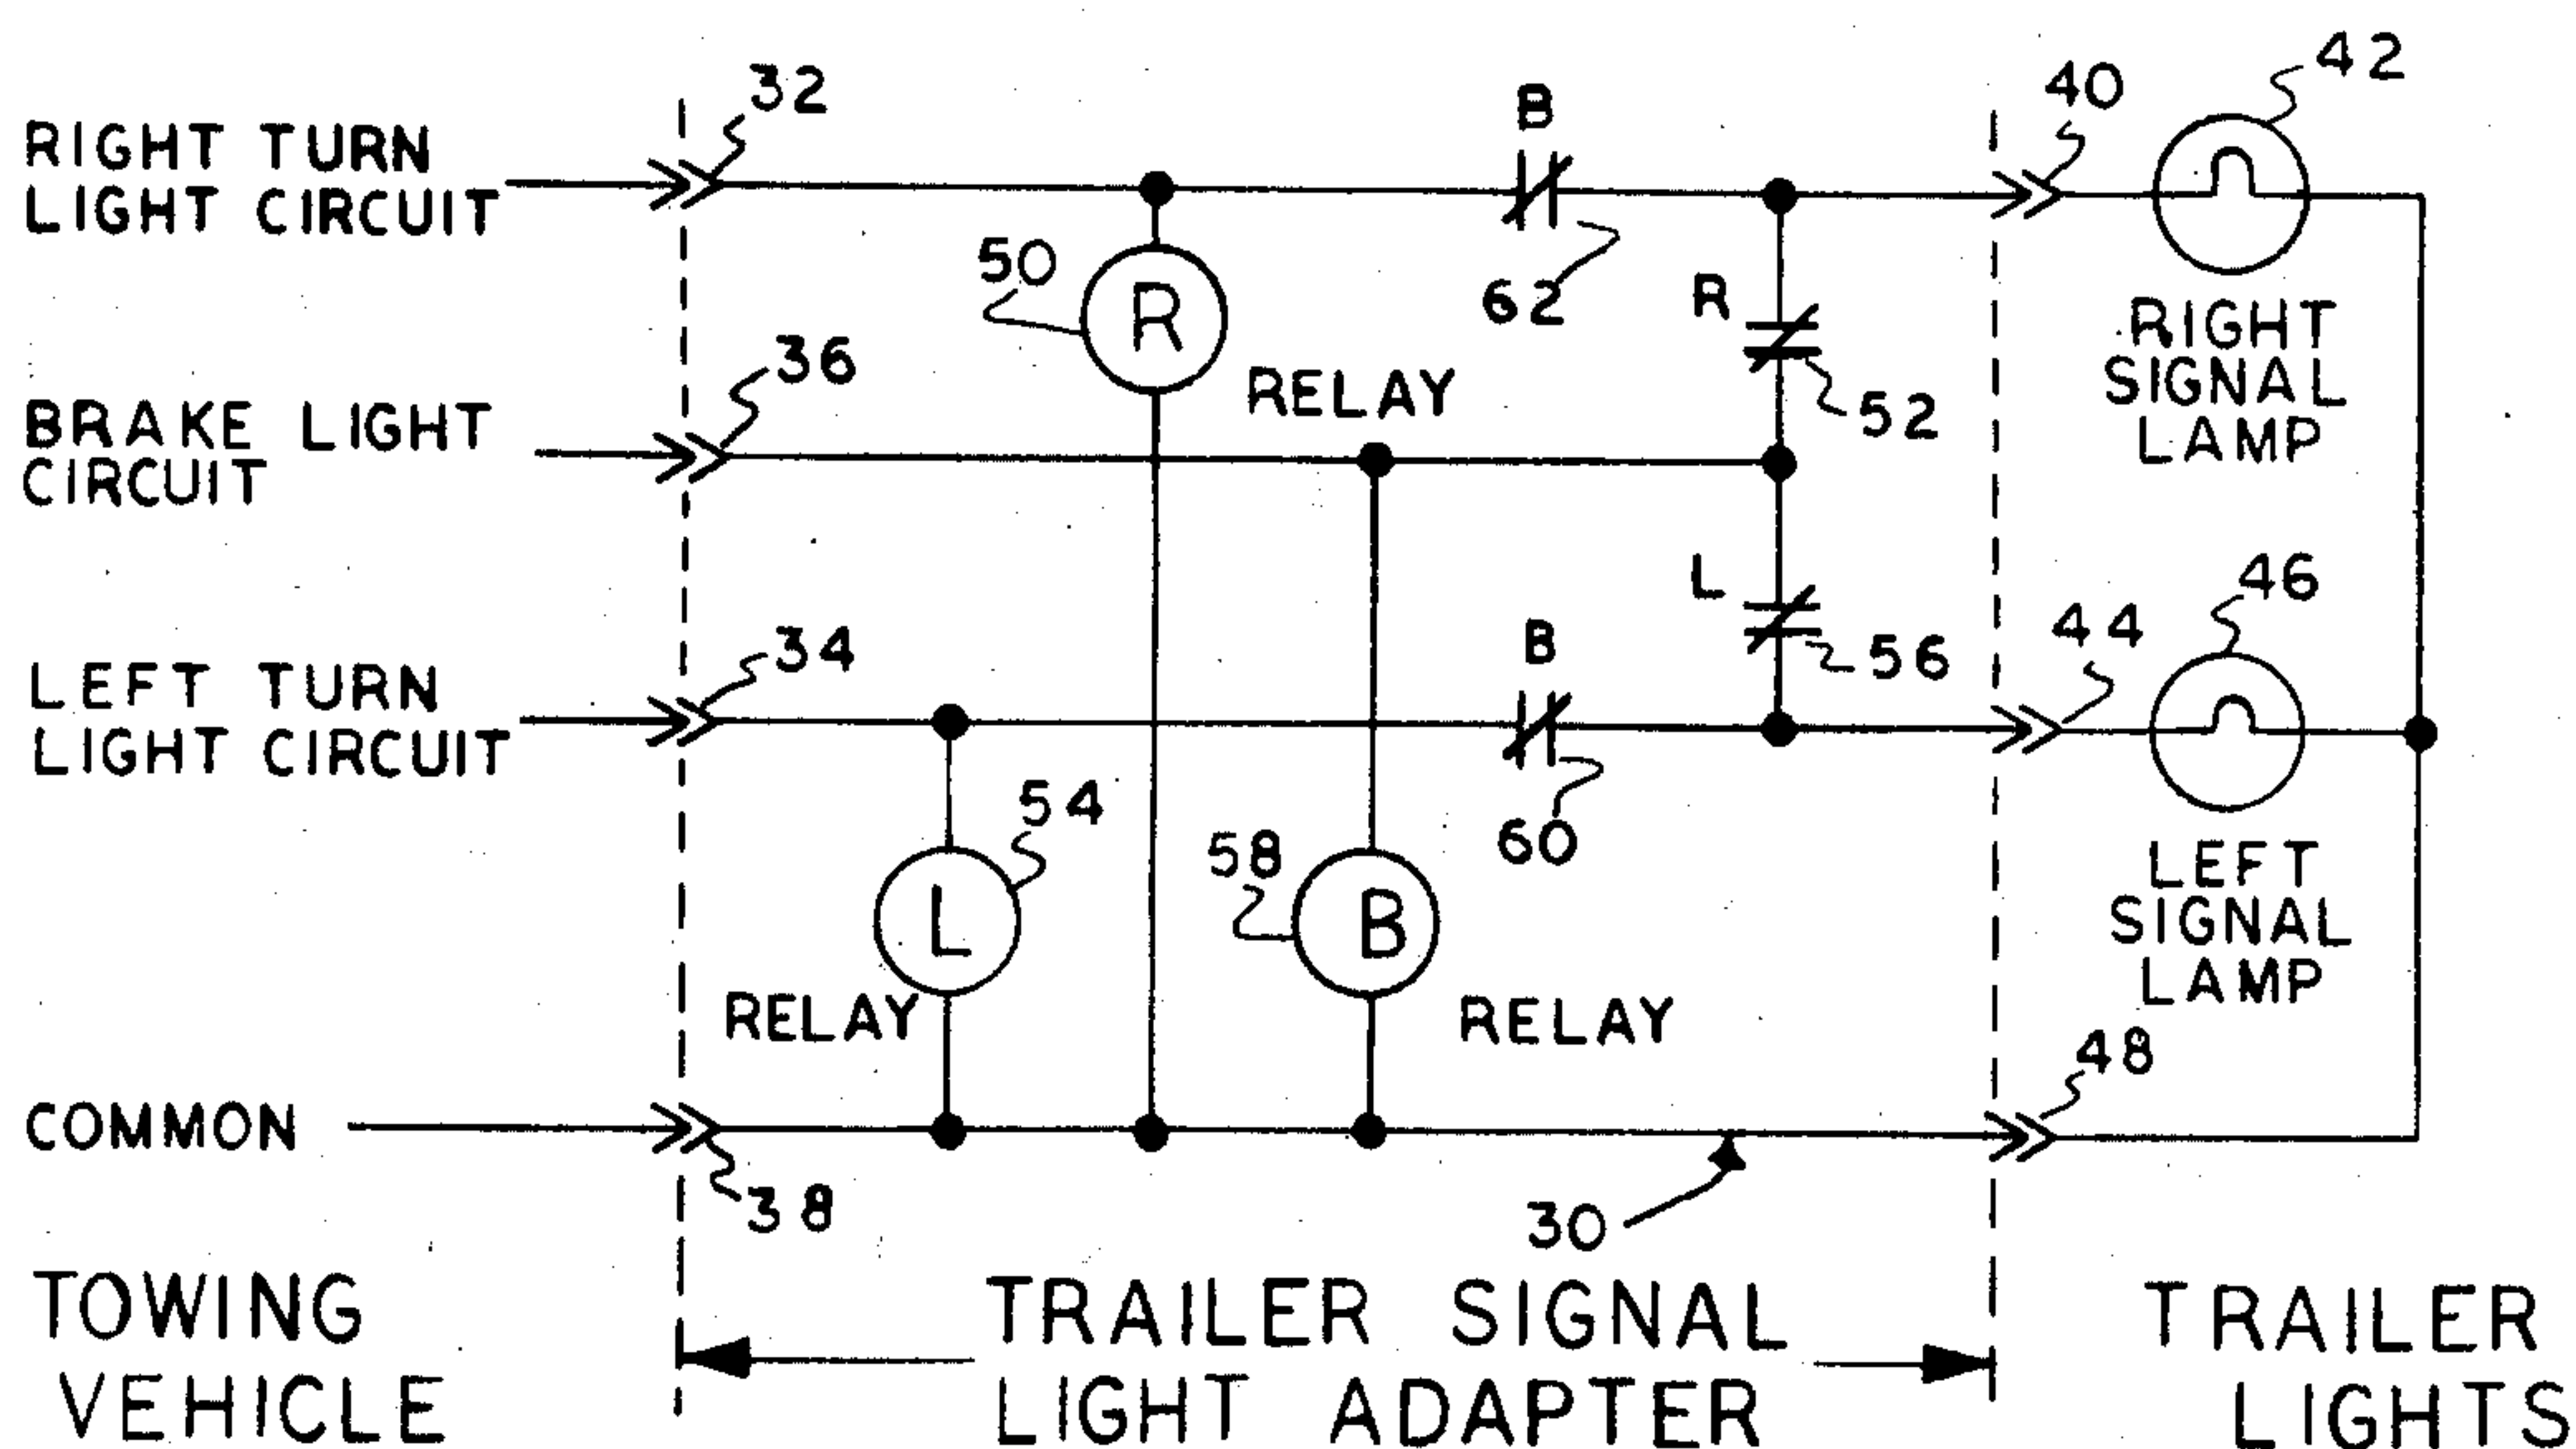 RIGHT TURN
LIGHT CIRCUIT
32
B
40
42
50
R
62
R
52
RIGHT
SIGNAL
LAMP
RELAY
BRAKE LIGHT
CIRCUIT
36
LEFT TURN
LIGHT CIRCUIT
34
L
56
B
60
44
46
54
L
RELAY
58
B
RELAY
LEFT
SIGNAL
LAMP
48
COMMON
38
30
TOWING
VEHICLE
TRAILER SIGNAL
LIGHT ADAPTER
TRAILER
LIGHTS